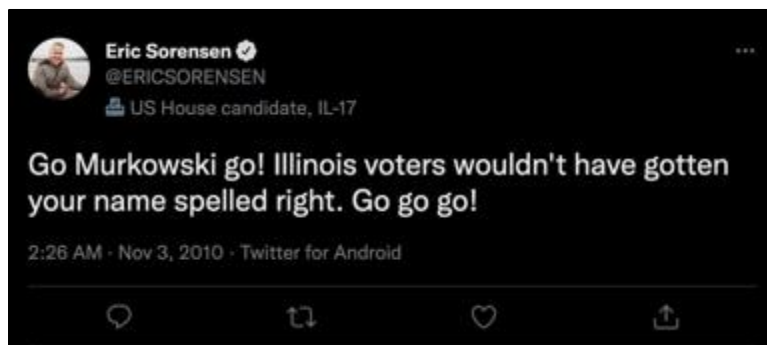 Eric Sorensen
@ERICSORENSEN
US House candidate, IL-17
Go Murkowski go! Illinois voters wouldn't have gotten
your name spelled right. Go go go!
2:26 AM · Nov 3, 2010 · Twitter for Android